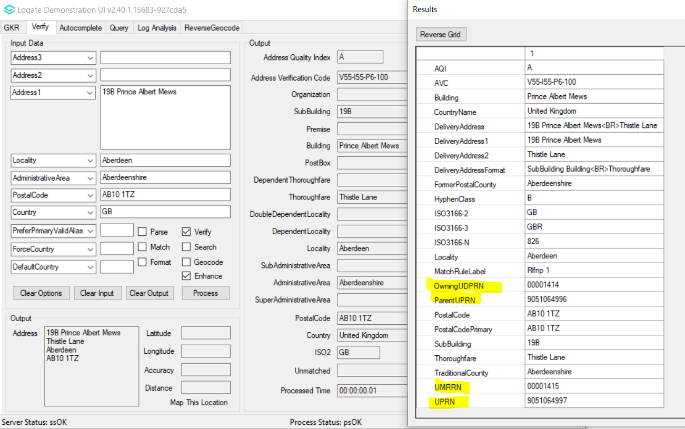 Loqate Demonstration UI v2.40.1.15683-927cda5
GKR Verify Autocomplete Query Log Analysis ReverseGeocode
Input Data
Address3
Address2
Address1 19B Prince Albert Mews
Locality Aberdeen
AdministrativeArea Aberdeenshire
PostalCode AB10 1TZ
Country GB
PreferPrimaryValidAlias Parse Verify
ForceCountry Match Search
DefaultCountry Format Geocode
Enhance
Clear Options Clear Input Clear Output Process
Output
Address 19B Prince Albert Mews
Thistle Lane
Aberdeen
AB10 1TZ
Latitude
Longitude
Accuracy
Distance
Map This Location
Server Status: ssOK
Output
Address Quality Index A
Address Verification Code V55-I55-P6-100
Organization
SubBuilding 19B
Premise
Building Prince Albert Mews
PostBox
DependentThoroughfare
Thoroughfare Thistle Lane
DoubleDependentLocality
DependentLocality
Locality Aberdeen
SubAdministrativeArea
AdministrativeArea Aberdeenshire
SuperAdministrativeArea
PostalCode AB10 1TZ
Country United Kingdom
ISO2 GB
Unmatched
Processed Time 00:00:00.01
Process Status: psOK
Results
Reverse Grid
1
AQI A
AVC V55-I55-P6-100
Building Prince Albert Mews
CountryName United Kingdom
DeliveryAddress 19B Prince Albert Mews<BR>Thistle Lane
DeliveryAddress1 19B Prince Albert Mews
DeliveryAddress2 Thistle Lane
DeliveryAddressFormat SubBuilding Building<BR>Thoroughfare
FormerPostalCounty Aberdeenshire
HyphenClass B
ISO3166-2 GB
ISO3166-3 GBR
ISO3166-N 826
Locality Aberdeen
MatchRuleLabel Rlfnp 1
OwningUDPRN 00001414
ParentUPRN 9051064996
PostalCode AB10 1TZ
PostalCodePrimary AB10 1TZ
SubBuilding 19B
Thoroughfare Thistle Lane
TraditionalCounty Aberdeenshire
UMRRN 00001415
UPRN 9051064997